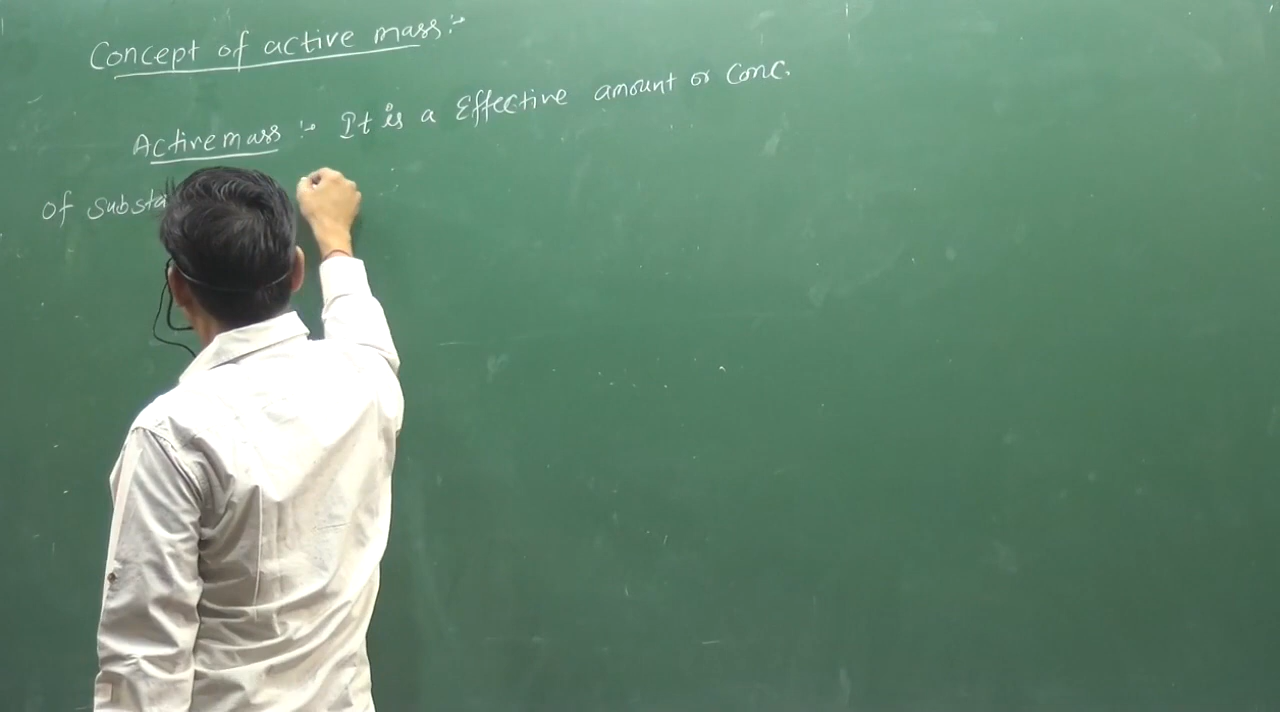 Concept of active mass:-
Active mass :- It is a Effective amount or Conc.
of substa